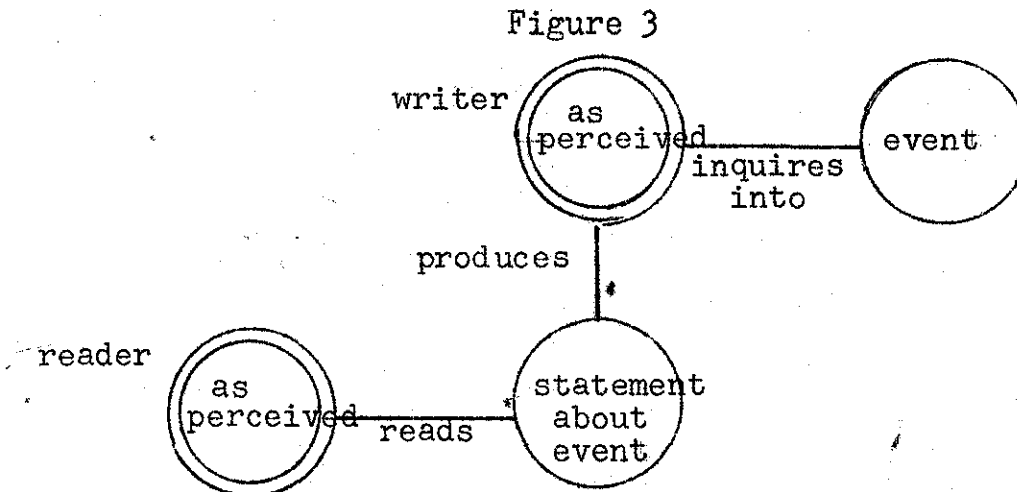 Figure 3
writer
as
perceived
event
inquires
into
produces
reader
as
perceived
reads
statement
about
event